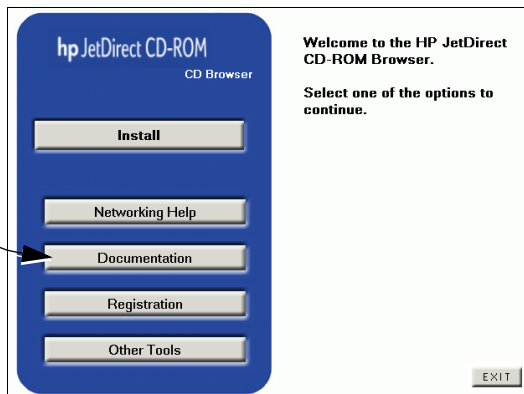 hp JetDirect CD-ROM
CD Browser
Install
Networking Help
Documentation
Registration
Other Tools
Welcome to the HP JetDirect
CD-ROM Browser.
Select one of the options to
continue.
EXIT